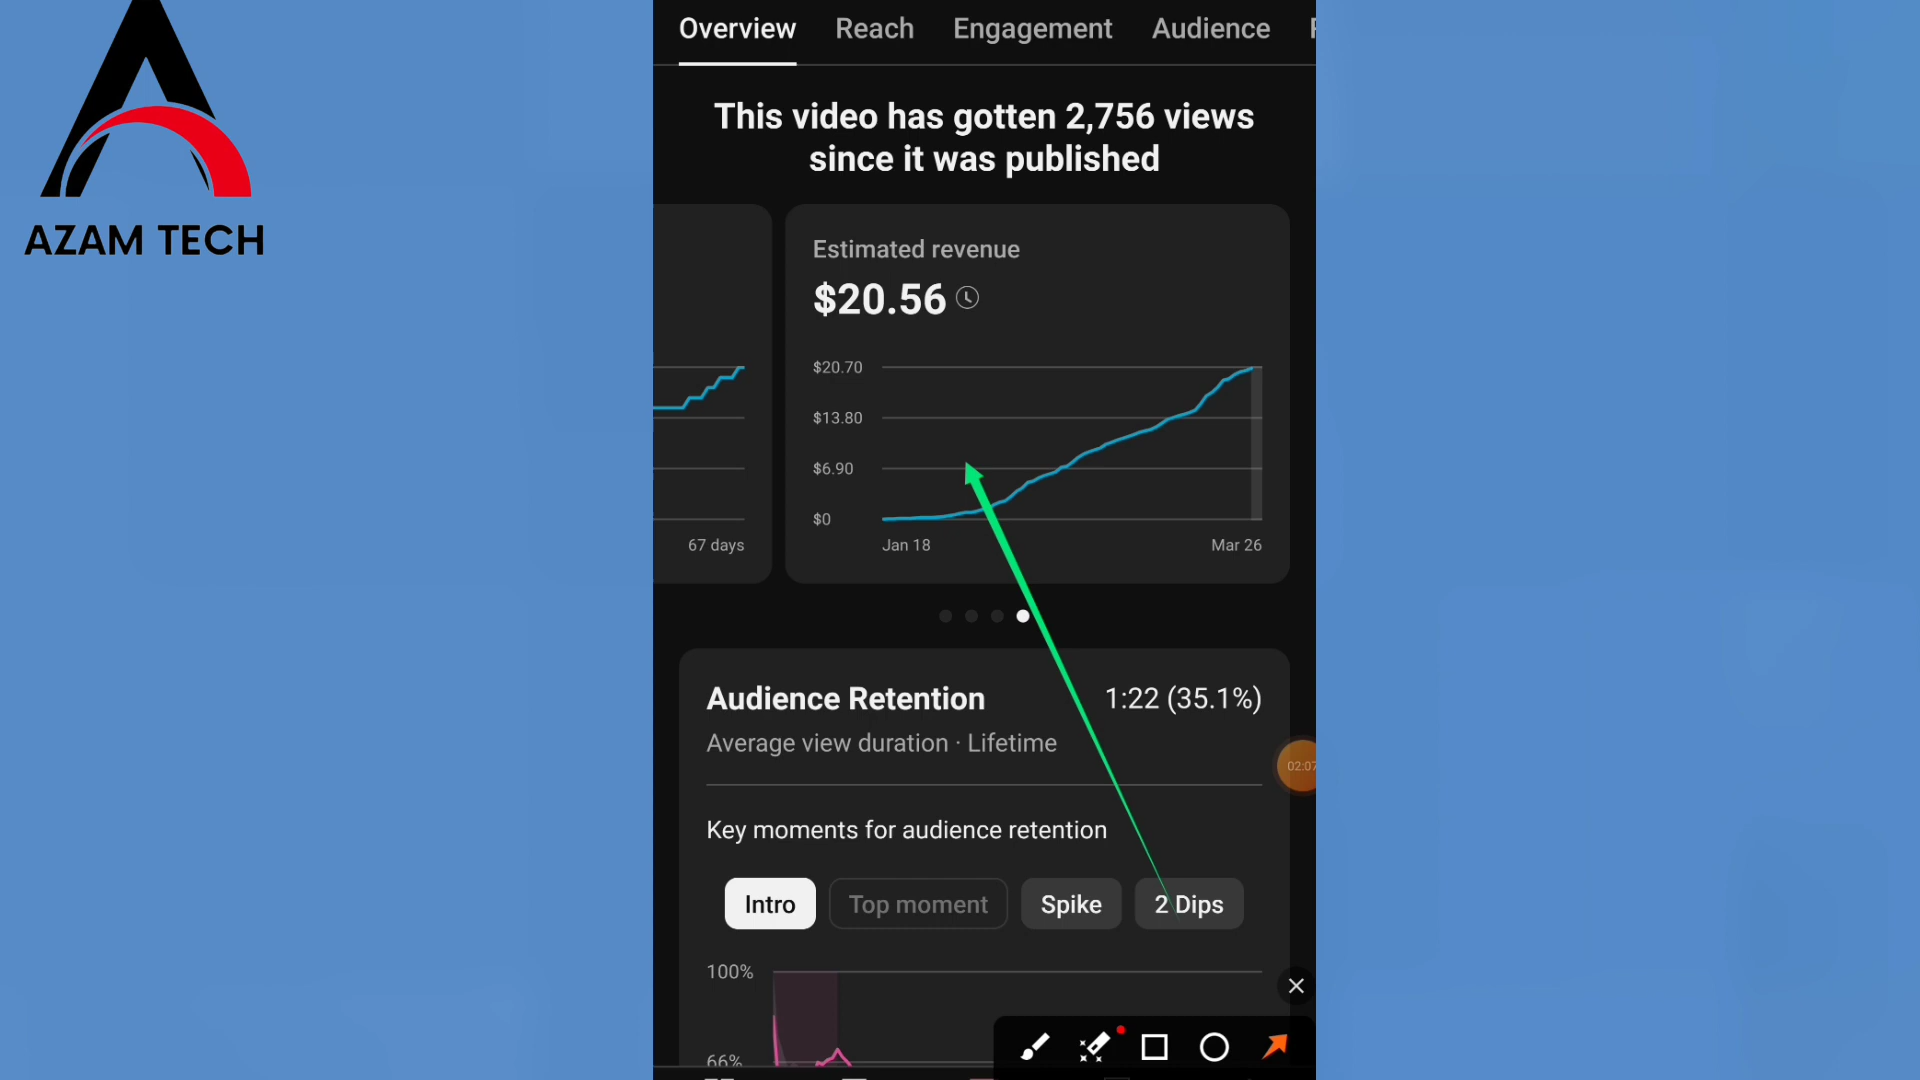 AZAM TECH
Overview Reach Engagement Audience
This video has gotten 2,756 views
since it was published
Estimated revenue
$20.56
$20.70
$13.80
$6.90
$0
Jan 18 Mar 26
67 days
Audience Retention 1:22 (35.1%)
Average view duration · Lifetime
02:07
Key moments for audience retention
Intro Top moment Spike 2 Dips
100%
66%